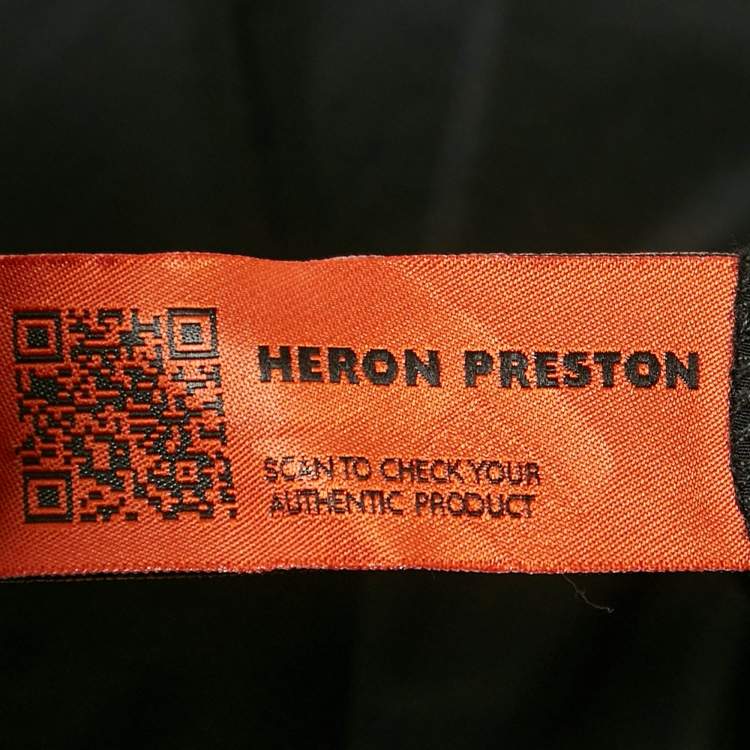 HERON PRESTON
SCAN TO CHECK YOUR
AUTHENTIC PRODUCT